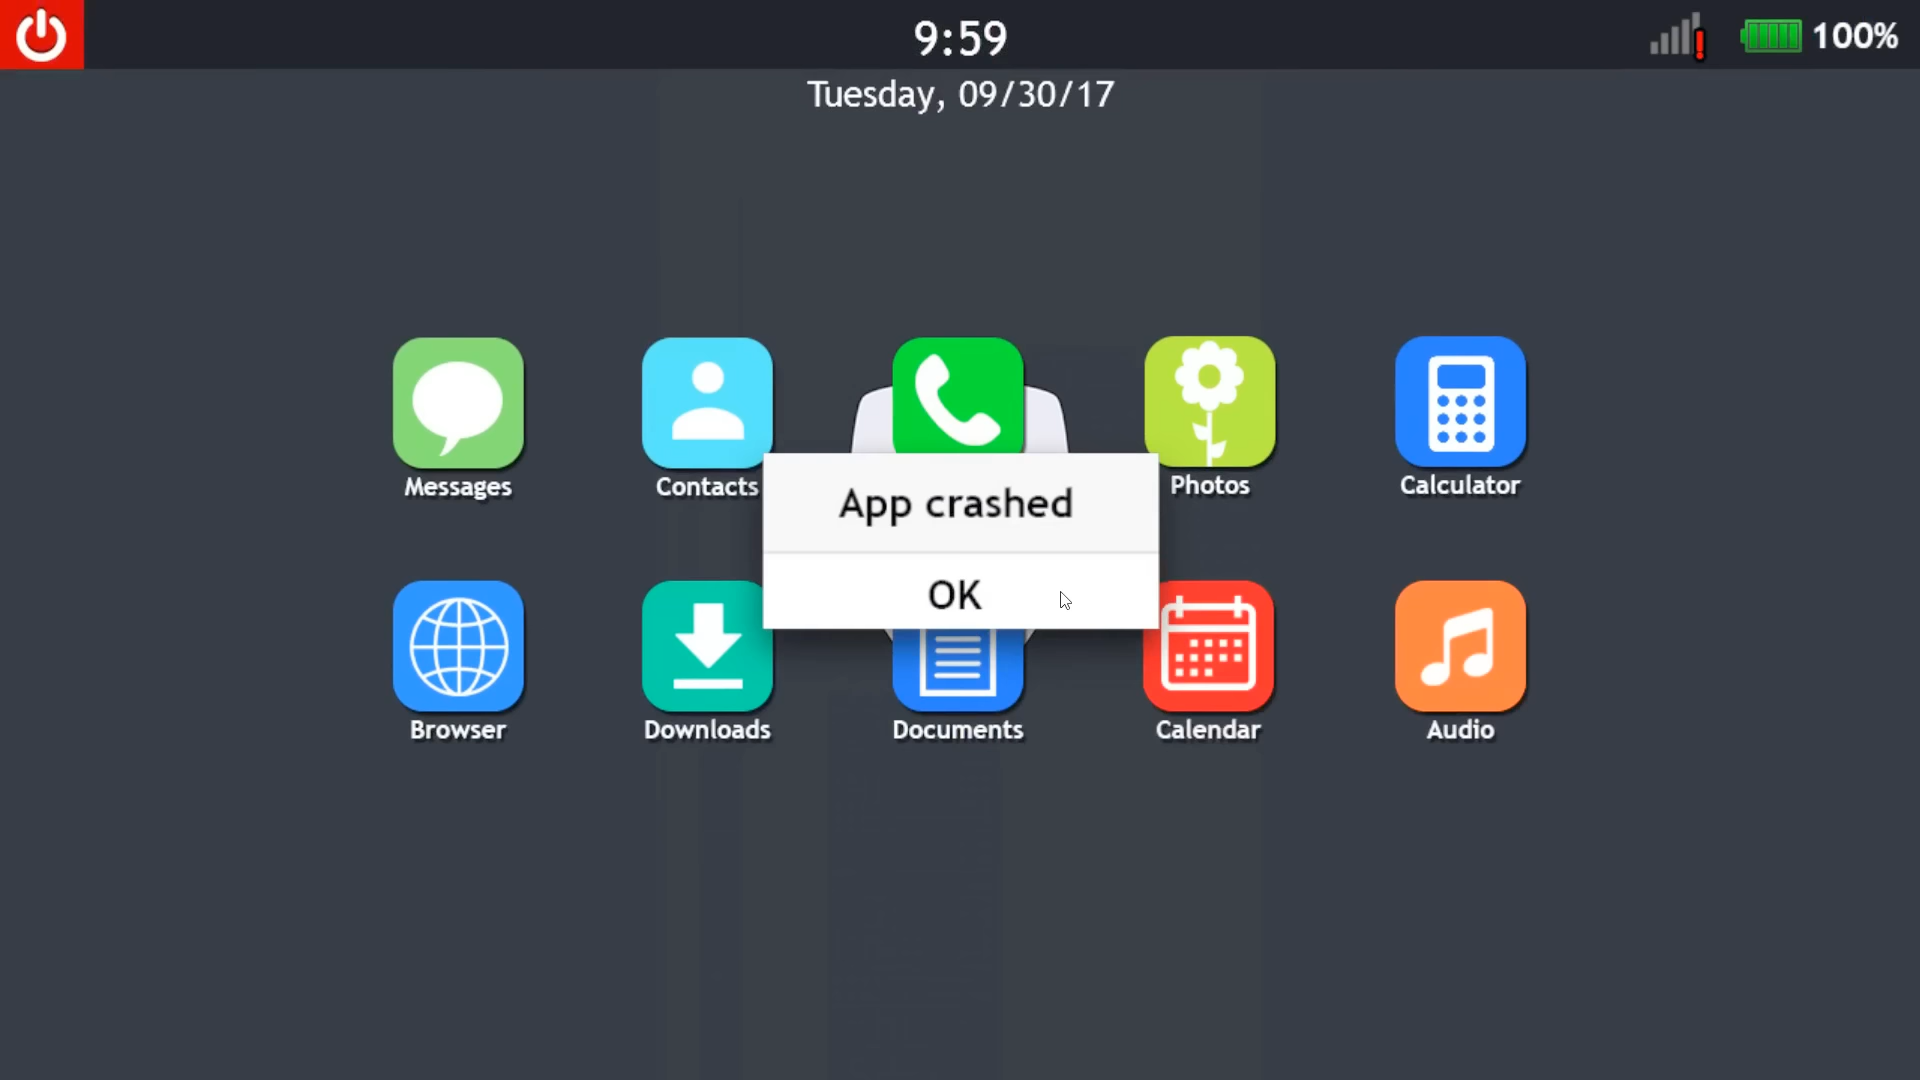 9:59
100%
Tuesday, 09/30/17
Messages
Contacts
Photos
Calculator
App crashed
OK
Browser
Downloads
Documents
Calendar
Audio